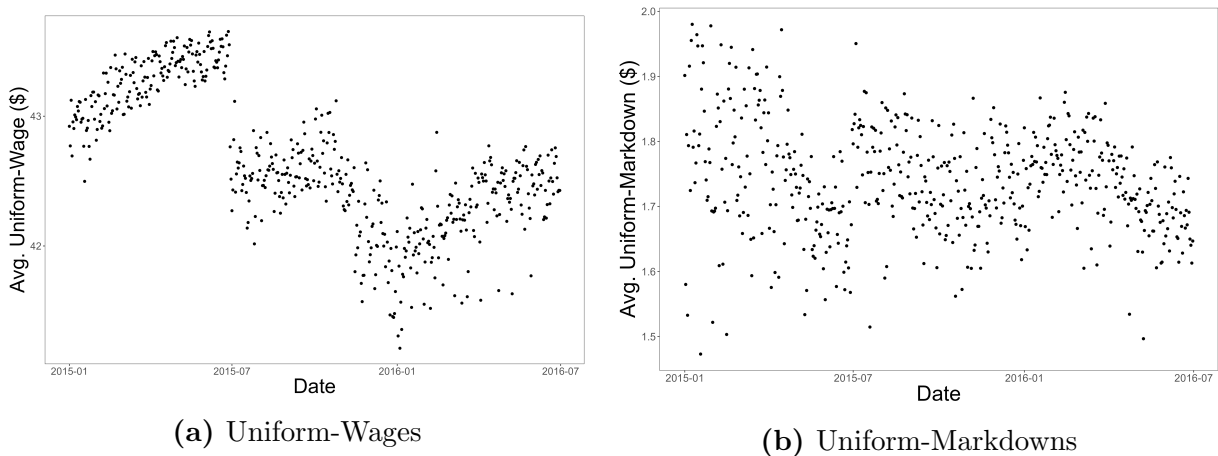 Avg. Uniform-Wage ($)
43
42
2015-01
2015-07
2016-01
2016-07
Date
(a) Uniform-Wages
Avg. Uniform-Markdown ($)
2.0
1.9
1.8
1.7
1.6
1.5
2015-01
2015-07
2016-01
2016-07
Date
(b) Uniform-Markdowns